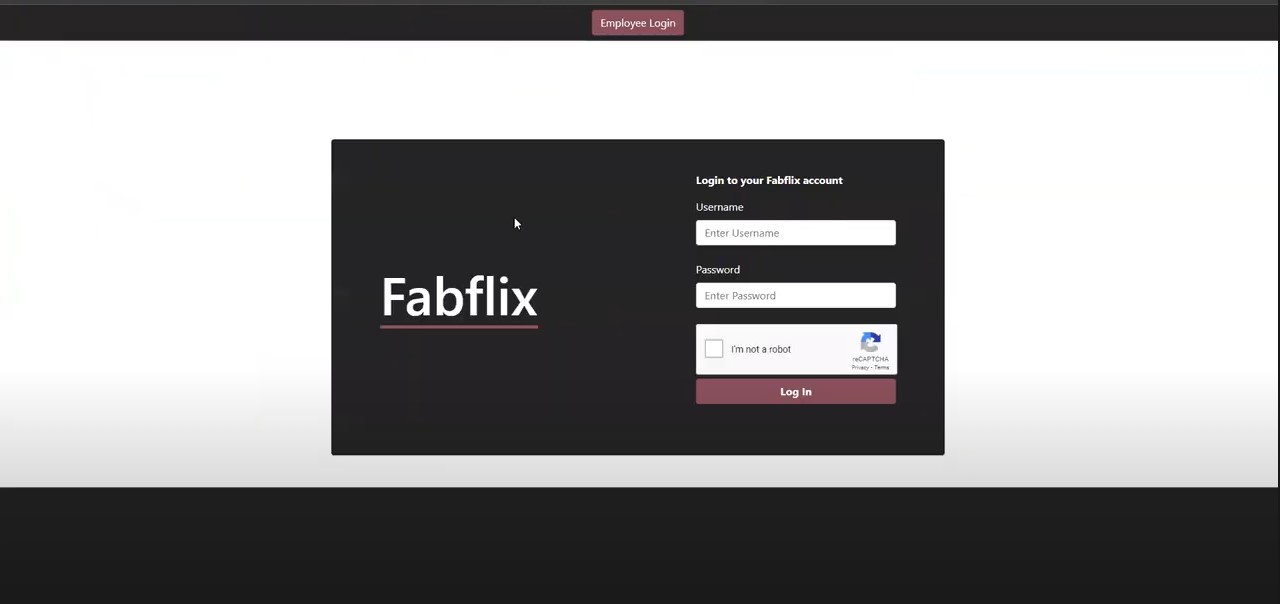 Employee Login
Login to your Fabflix account
Username
Enter Username
Fabflix
Password
Enter Password
I'm not a robot
reCAPTCHA
Privacy - Terms
Log In